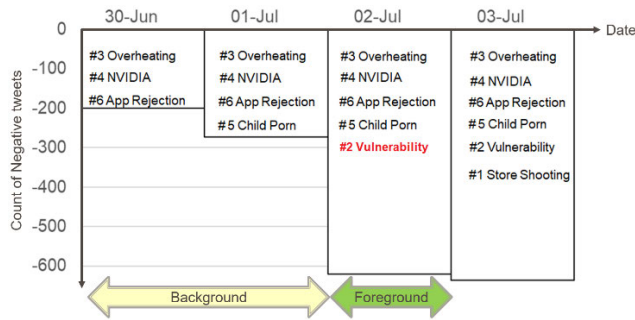 30-Jun 01-Jul 02-Jul 03-Jul
0
Date
-100
-200
-300
-400
-500
-600
Count of Negative tweets
#3 Overheating
#4 NVIDIA
#6 App Rejection
#3 Overheating
#4 NVIDIA
#6 App Rejection
#5 Child Porn
#3 Overheating
#4 NVIDIA
#6 App Rejection
#5 Child Porn
#2 Vulnerability
#3 Overheating
#4 NVIDIA
#6 App Rejection
#5 Child Porn
#2 Vulnerability
#1 Store Shooting
Background
Foreground